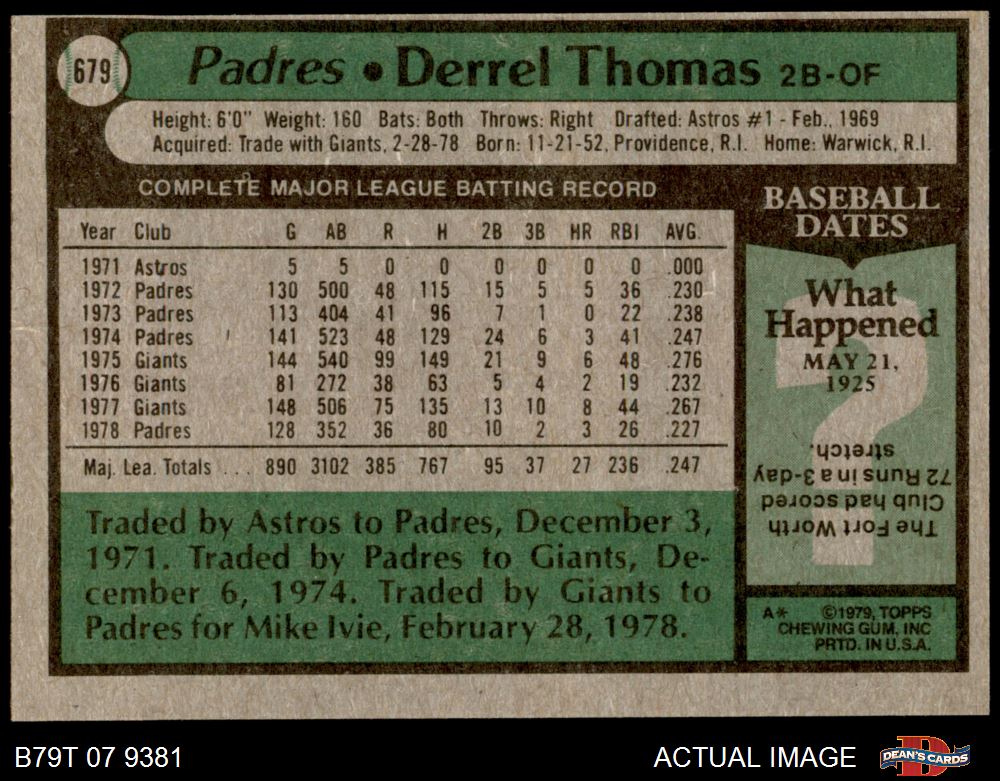 679
Padres • Derrel Thomas 2B-OF
Height: 6'0" Weight: 160 Bats: Both Throws: Right Drafted: Astros #1 - Feb., 1969
Acquired: Trade with Giants, 2-28-78 Born: 11-21-52, Providence, R.I. Home: Warwick, R.I.
COMPLETE MAJOR LEAGUE BATTING RECORD
Year Club G AB R H 2B 3B HR RBI AVG.
1971 Astros 5 5 0 0 0 0 0 0 .000
1972 Padres 130 500 48 115 15 5 5 36 .230
1973 Padres 113 404 41 96 7 1 0 22 .238
1974 Padres 141 523 48 129 24 6 3 41 .247
1975 Giants 144 540 99 149 21 9 6 48 .276
1976 Giants 81 272 38 63 5 4 2 19 .232
1977 Giants 148 506 75 135 13 10 8 44 .267
1978 Padres 128 352 36 80 10 2 3 26 .227
Maj. Lea. Totals ... 890 3102 385 767 95 37 27 236 .247
Traded by Astros to Padres, December 3,
1971. Traded by Padres to Giants, De-
cember 6, 1974. Traded by Giants to
Padres for Mike Ivie, February 28, 1978.
BASEBALL
DATES
What
Happened
MAY 21,
1925
The Fort Worth
Club had scored
72 Runs in a 3-day
stretch.
A* ©1979, TOPPS
CHEWING GUM, INC
PRTD. IN U.S.A.
B79T 07 9381
ACTUAL IMAGE
DEAN'S CARDS